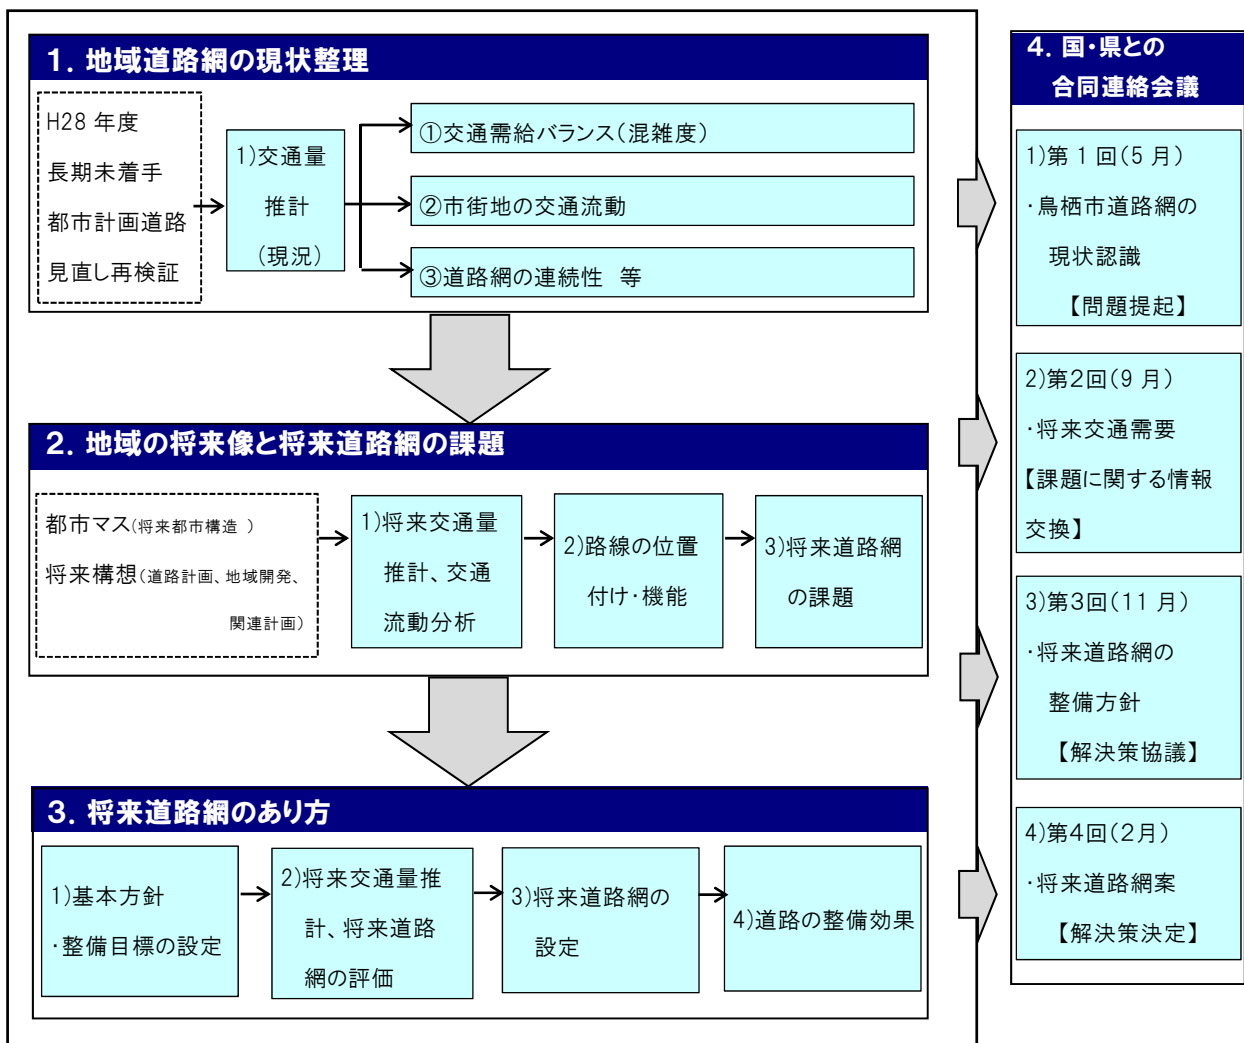 1. 地域道路網の現状整理
H28 年度
長期未着手
都市計画道路
見直し再検証
1)交通量
推計
(現況)
①交通需給バランス(混雑度)
②市街地の交通流動
③道路網の連続性 等
2. 地域の将来像と将来道路網の課題
都市マス(将来都市構造 )
将来構想(道路計画、地域開発、
関連計画)
1)将来交通量
推計、交通
流動分析
2)路線の位置
付け・機能
3)将来道路網
の課題
3. 将来道路網のあり方
1)基本方針
・整備目標の設定
2)将来交通量推
計、将来道路
網の評価
3)将来道路網の
設定
4)道路の整備効果
4. 国・県との
合同連絡会議
1)第 1 回(5 月)
・鳥栖市道路網の
現状認識
【問題提起】
2)第2回(9 月)
・将来交通需要
【課題に関する情報
交換】
3)第3回(11 月)
・将来道路網の
整備方針
【解決策協議】
4)第4回(2月)
・将来道路網案
【解決策決定】